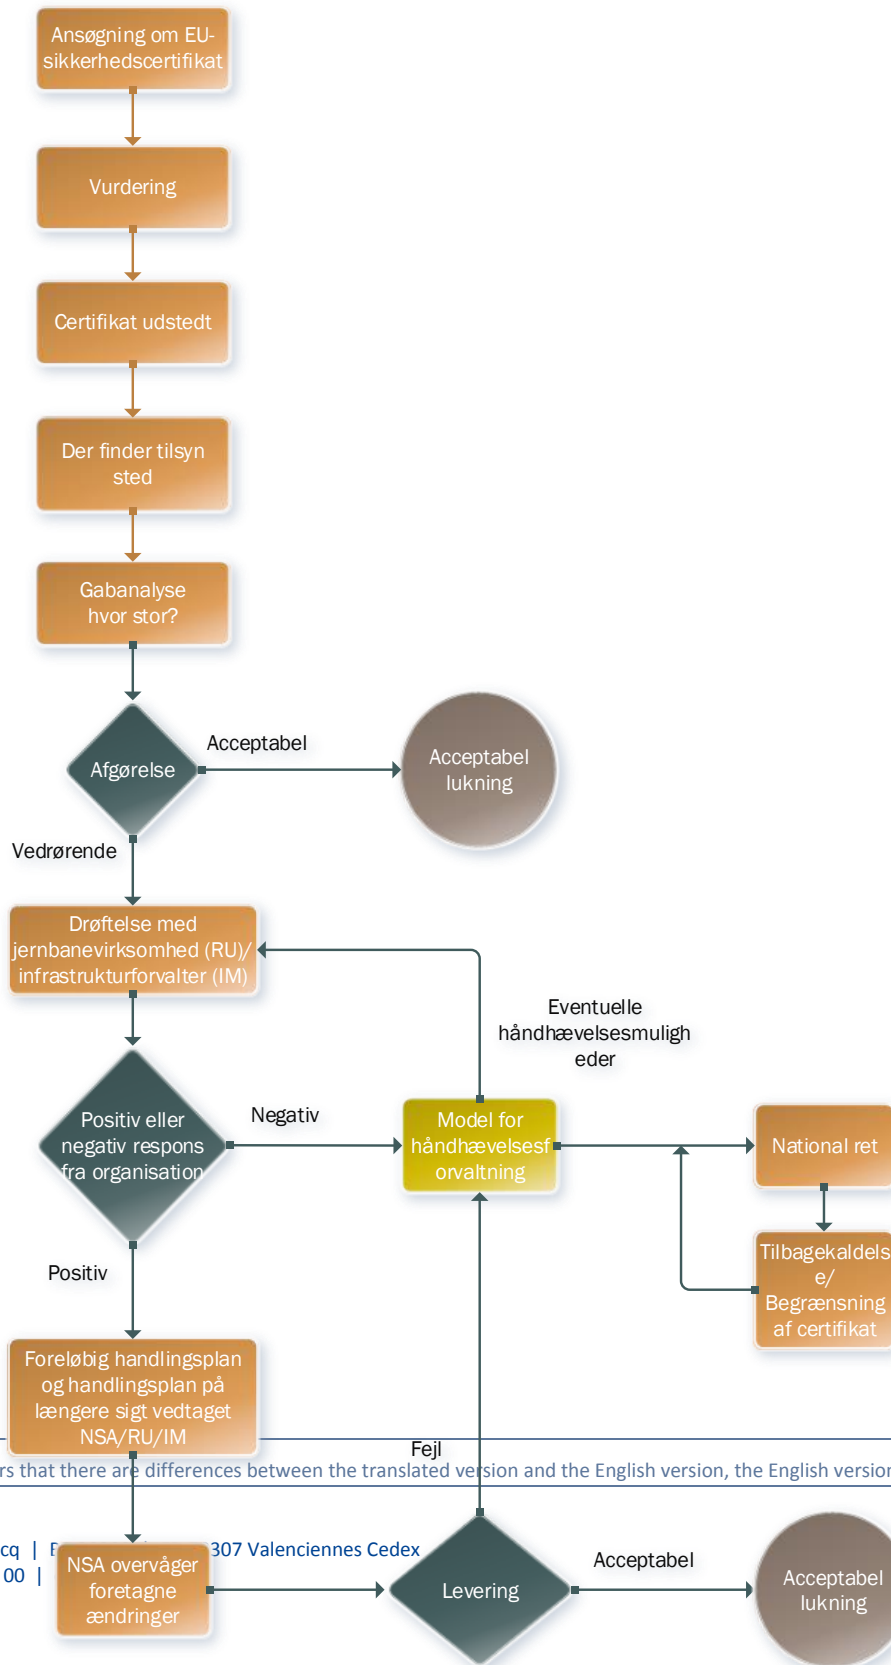 Ansøgning om EU-
sikkerhedscertifikat
Vurdering
Certifikat udstedt
Der finder tilsyn
sted
Gabanalyse
hvor stor?
Afgørelse
Acceptabel
Acceptabel
lukning
Vedrørende
Drøftelse med
jernbanevirksomhed (RU)/
infrastrukturforvalter (IM)
Eventuelle
håndhævelsesmuligh
eder
Positiv eller
negativ respons
fra organisation
Negativ
Model for
håndhævelsesf
orvaltning
National ret
Tilbagekaldels
e/
Begrænsning
af certifikat
Positiv
Foreløbig handlingsplan
og handlingsplan på
længere sigt vedtaget
NSA/RU/IM
Fejl
rs that there are differences between the translated version and the English version, the English version
cq | 307 Valenciennes Cedex
00 |
NSA overvåger
foretagne
ændringer
Levering
Acceptabel
Acceptabel
lukning